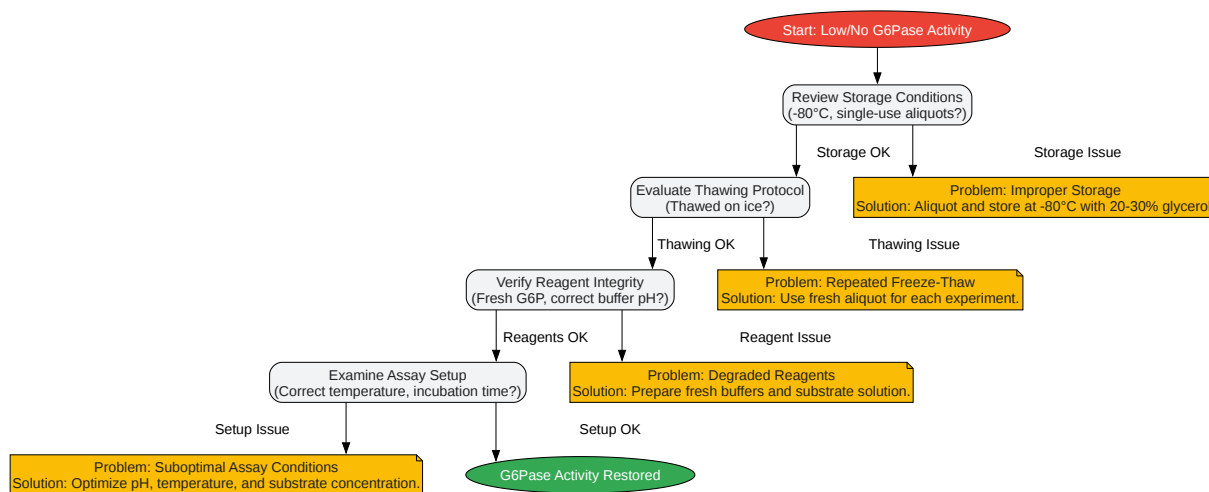 Start: Low/No G6Pase Activity
Review Storage Conditions
(-80°C, single-use aliquots?)
Storage OK
Storage Issue
Evaluate Thawing Protocol
(Thawed on ice?)
Problem: Improper Storage
Solution: Aliquot and store at -80°C with 20-30% glycero
Thawing OK
Thawing Issue
Verify Reagent Integrity
(Fresh G6P, correct buffer pH?)
Problem: Repeated Freeze-Thaw
Solution: Use fresh aliquot for each experiment.
Reagents OK
Reagent Issue
Examine Assay Setup
(Correct temperature, incubation time?)
Problem: Degraded Reagents
Solution: Prepare fresh buffers and substrate solution.
Setup Issue
Setup OK
Problem: Suboptimal Assay Conditions
Solution: Optimize pH, temperature, and substrate concentration.
G6Pase Activity Restored